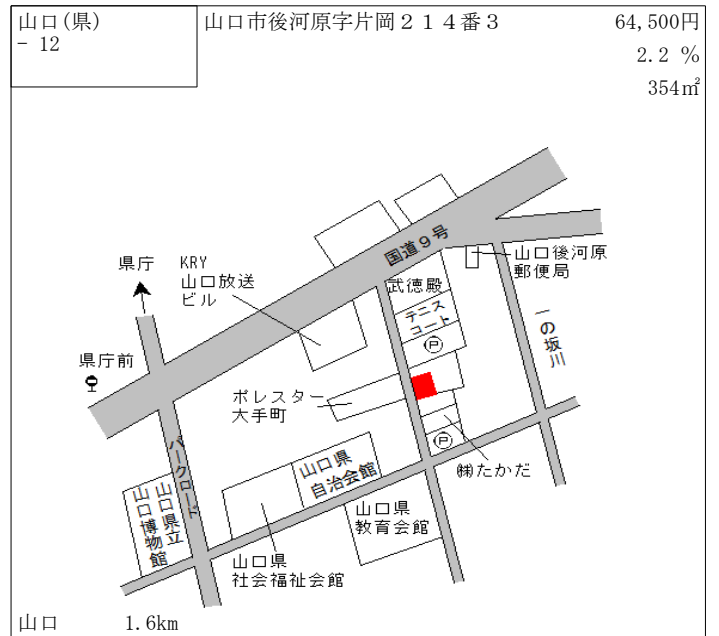 山口(県)
- 12
山口市後河原字片岡２１４番３
64,500円
2.2 %
354㎡
国道９号
県庁
KRY
山口放送
ビル
山口後河原
郵便局
武徳殿
テニス
コート
Ⓟ
一の坂川
県庁前
ポレスター
大手町
パークロード
山口県
自治会館
Ⓟ
㈱たかだ
山口県立
山口博物館
山口県
教育会館
山口県
社会福祉会館
山口
1.6km